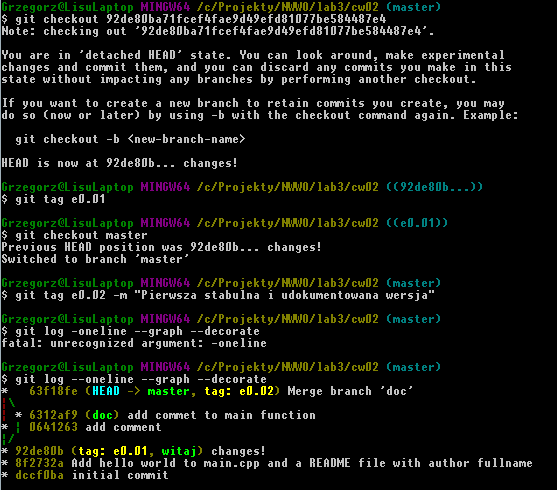 Grzegorz@LisuLaptop MINGW64 /c/Projekty/NWWO/lab3/cw02 (master)
$ git checkout 92de80ba71fcef4fae9d49efd81077be584487e4
Note: checking out '92de80ba71fcef4fae9d49efd81077be584487e4'.

You are in 'detached HEAD' state. You can look around, make experimental
changes and commit them, and you can discard any commits you make in this
state without impacting any branches by performing another checkout.

If you want to create a new branch to retain commits you create, you may
do so (now or later) by using -b with the checkout command again. Example:

  git checkout -b <new-branch-name>

HEAD is now at 92de80b... changes!

Grzegorz@LisuLaptop MINGW64 /c/Projekty/NWWO/lab3/cw02 ((92de80b...))
$ git tag e0.01

Grzegorz@LisuLaptop MINGW64 /c/Projekty/NWWO/lab3/cw02 ((e0.01))
$ git checkout master
Previous HEAD position was 92de80b... changes!
Switched to branch 'master'

Grzegorz@LisuLaptop MINGW64 /c/Projekty/NWWO/lab3/cw02 (master)
$ git tag e0.02 -m "Pierwsza stabulna i udokumentowana wersja"

Grzegorz@LisuLaptop MINGW64 /c/Projekty/NWWO/lab3/cw02 (master)
$ git log -oneline --graph --decorate
fatal: unrecognized argument: -oneline

Grzegorz@LisuLaptop MINGW64 /c/Projekty/NWWO/lab3/cw02 (master)
$ git log --oneline --graph --decorate
*   63f18fe (HEAD -> master, tag: e0.02) Merge branch 'doc'
|\
| * 6312af9 (doc) add commet to main function
* | 0641263 add comment
|/
* 92de80b (tag: e0.01, witaj) changes!
* 8f2732a Add hello world to main.cpp and a README file with author fullname
* dccf0ba initial commit